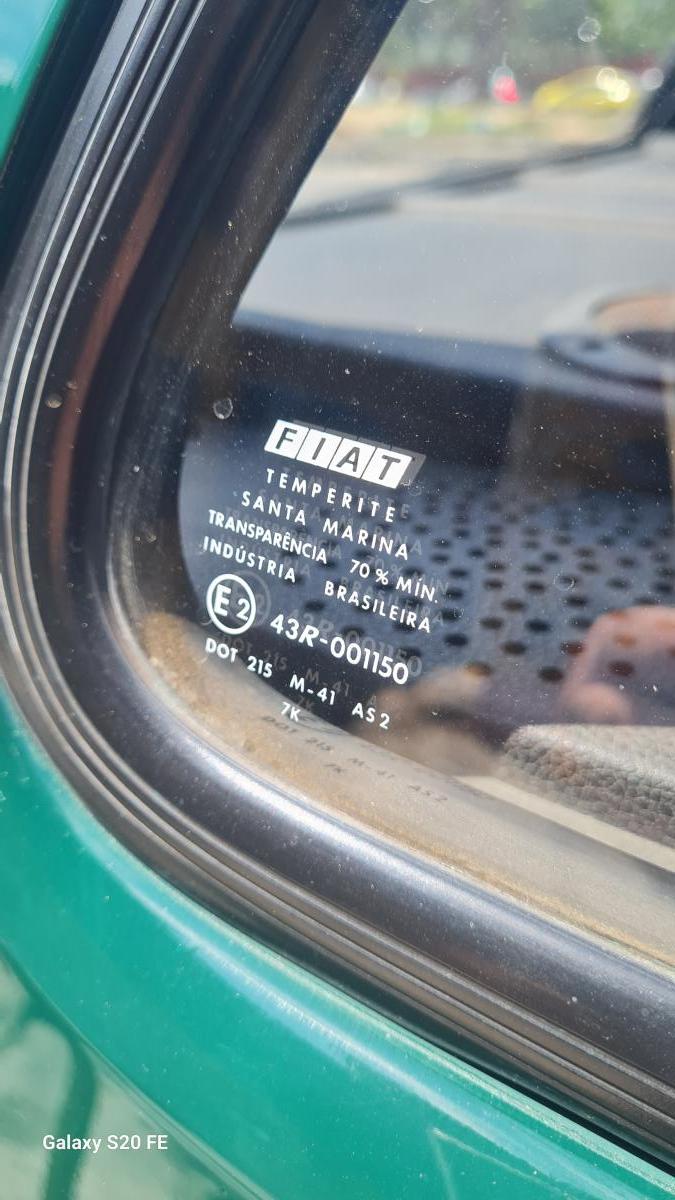 FIAT
TEMPERITE
SANTA MARINA
TRANSPARÊNCIA 70% MÍN.
INDÚSTRIA BRASILEIRA
E2 43R-001150
DOT 215 M-41 AS2
7K
Galaxy S20 FE